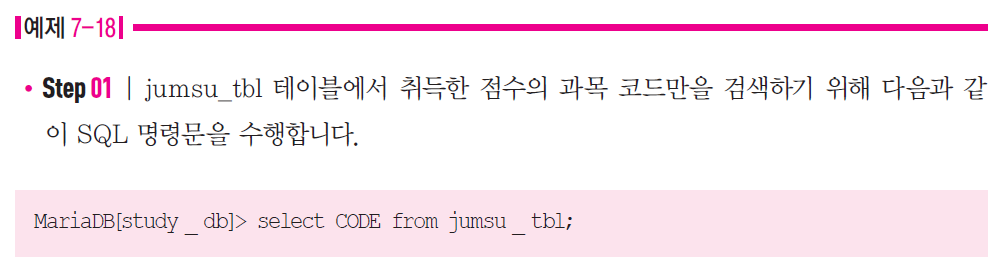 예제 7-18
• Step 01 | jumsu_tbl 테이블에서 취득한 점수의 과목 코드만을 검색하기 위해 다음과 같
이 SQL 명령문을 수행합니다.
MariaDB[study _ db]> select CODE from jumsu _ tbl;